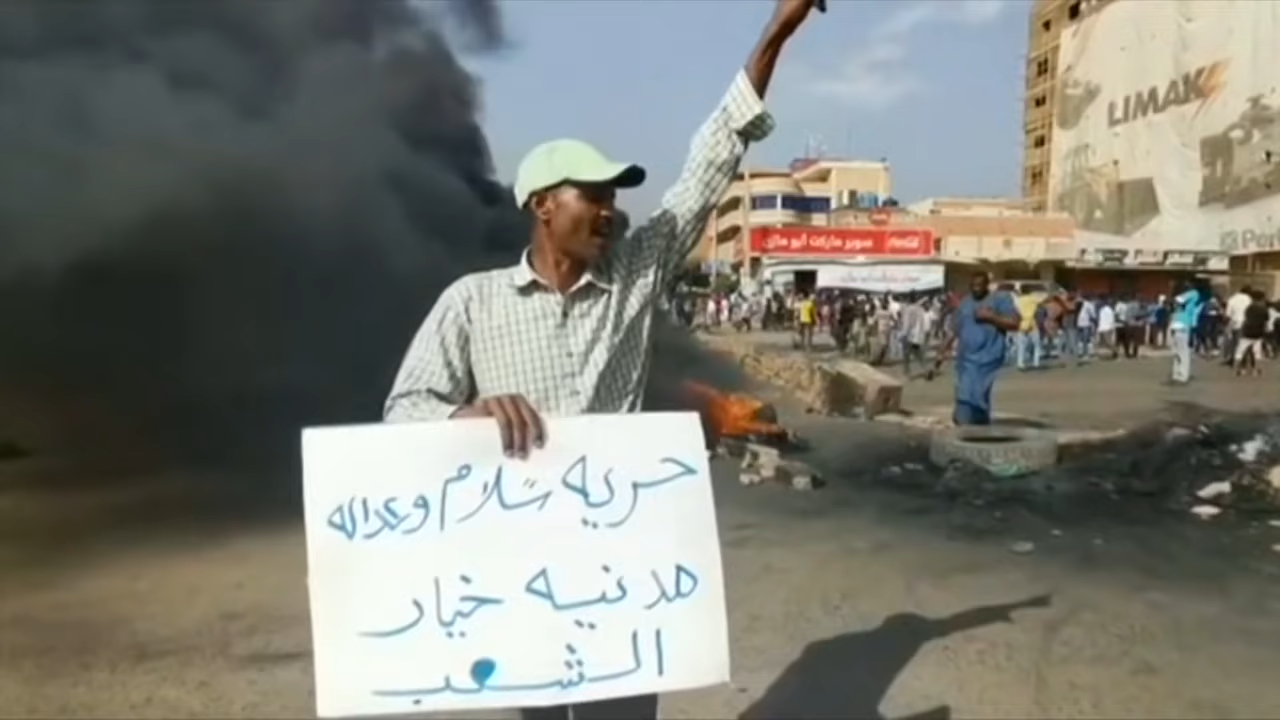 LIMAK
سوبر ماركت أبو مازن
حريه سلام وعداله
مدنيه خيار
الشعب